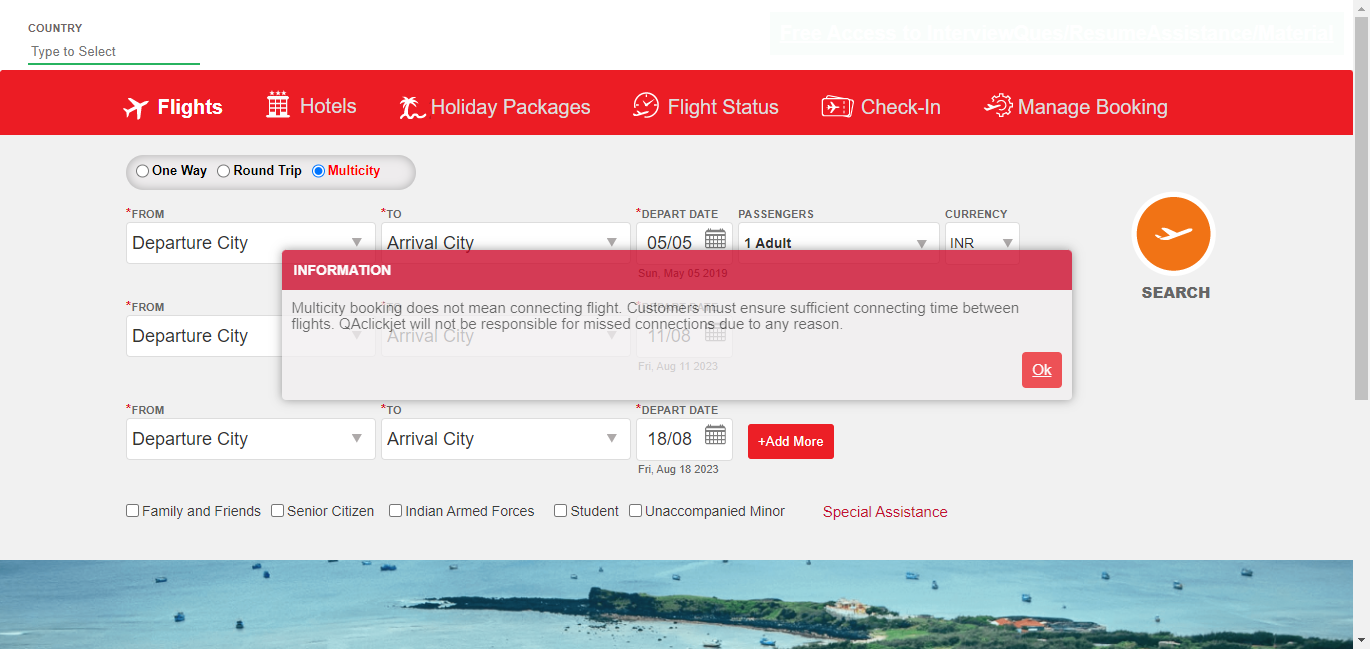 COUNTRY
Type to Select
Free Access to InterviewQues/ResumeAssistance/Material
Flights Hotels Holiday Packages Flight Status Check-In Manage Booking
One Way Round Trip Multicity
*FROM *TO *DEPART DATE PASSENGERS CURRENCY
Departure City Arrival City 05/05 1 Adult INR
Sun, May 05 2019
SEARCH
INFORMATION
Multicity booking does not mean connecting flight. Customers must ensure sufficient connecting time between
flights. QAclickjet will not be responsible for missed connections due to any reason.
Ok
*FROM *TO *DEPART DATE
Departure City Arrival City 11/08
Fri, Aug 11 2023
*FROM *TO *DEPART DATE
Departure City Arrival City 18/08 +Add More
Fri, Aug 18 2023
Family and Friends Senior Citizen Indian Armed Forces Student Unaccompanied Minor Special Assistance